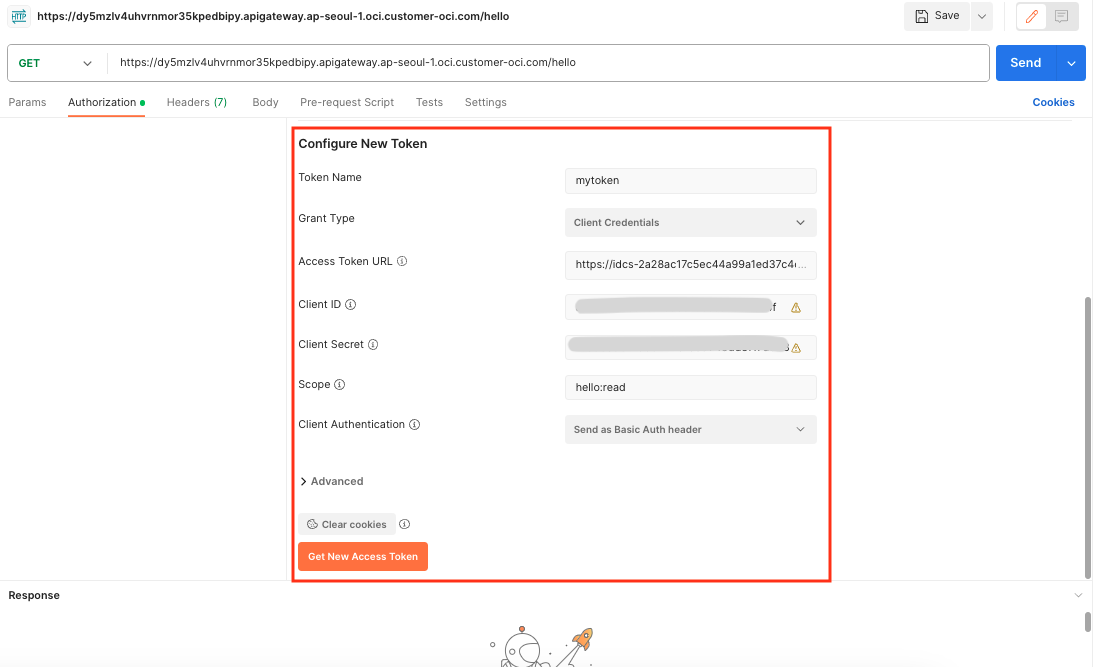 HTTP https://dy5mzlv4uhvrnmor35kpedbipy.apigateway.ap-seoul-1.oci.customer-oci.com/hello Save
GET https://dy5mzlv4uhvrnmor35kpedbipy.apigateway.ap-seoul-1.oci.customer-oci.com/hello Send
Params Authorization Headers (7) Body Pre-request Script Tests Settings Cookies
Configure New Token
Token Name mytoken
Grant Type Client Credentials
Access Token URL https://idcs-2a28ac17c5ec44a99a1ed37c4...
Client ID
Client Secret
Scope hello:read
Client Authentication Send as Basic Auth header
Advanced
Clear cookies
Get New Access Token
Response